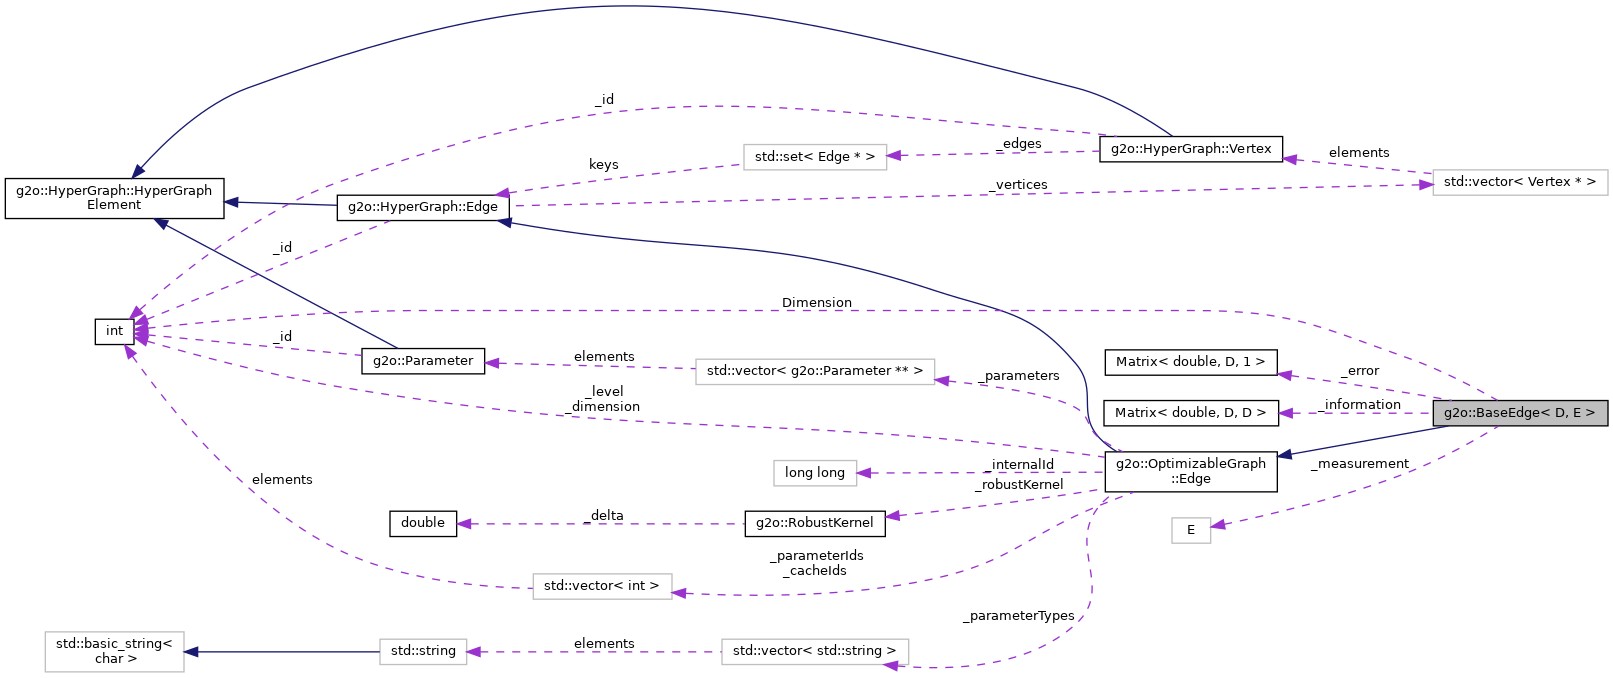 _id
_edges
g2o::HyperGraph::Vertex
elements
std::set< Edge * >
keys
_vertices
std::vector< Vertex * >
g2o::HyperGraph::HyperGraph
Element
g2o::HyperGraph::Edge
_id
Dimension
int
_id
g2o::Parameter
elements
std::vector< g2o::Parameter ** >
_parameters
Matrix< double, D, 1 >
_error
_level
_dimension
Matrix< double, D, D >
_information
g2o::BaseEdge< D, E >
long long
_internalId
g2o::OptimizableGraph
::Edge
_measurement
elements
_robustKernel
double
_delta
g2o::RobustKernel
E
_parameterIds
_cacheIds
std::vector< int >
_parameterTypes
std::basic_string<
char >
std::string
elements
std::vector< std::string >